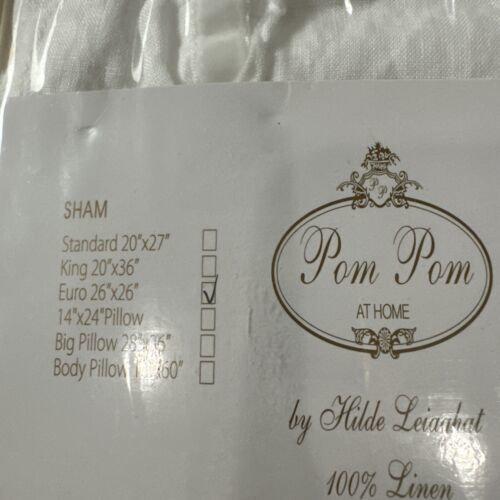 SHAM
Standard 20"x27"
King 20"x36"
Euro 26"x26" √
14"x24"Pillow
Big Pillow
Body Pillow
P P
Pom Pom
AT HOME
by Hilde Leigghat
100% Linen